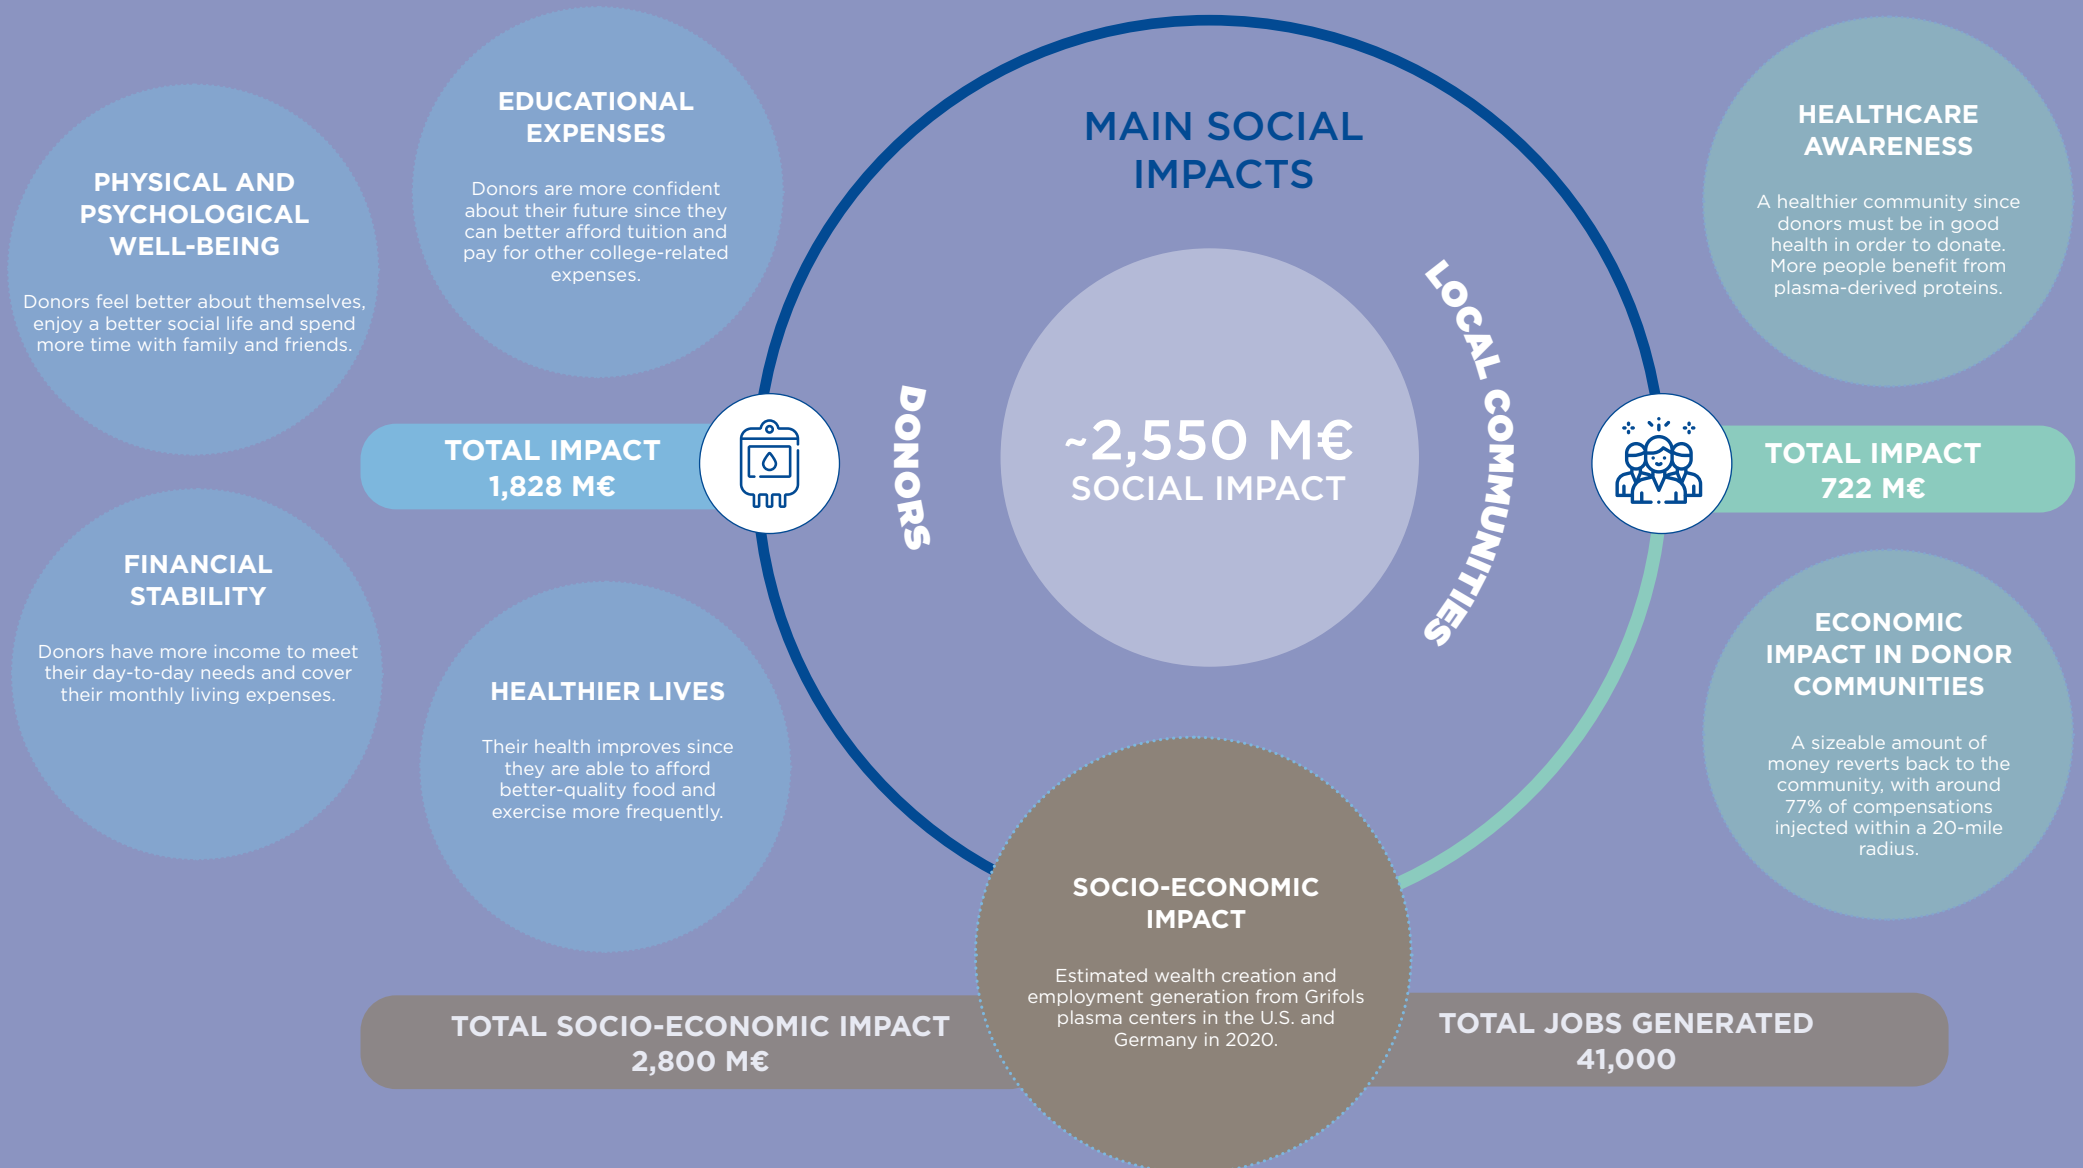 MAIN SOCIAL
IMPACTS
~2,550 M€
SOCIAL IMPACT
DONORS
TOTAL IMPACT
1,828 M€
PHYSICAL AND
PSYCHOLOGICAL
WELL-BEING
Donors feel better about themselves,
enjoy a better social life and spend
more time with family and friends.
EDUCATIONAL
EXPENSES
Donors are more confident
about their future since they
can better afford tuition and
pay for other college-related
expenses.
FINANCIAL
STABILITY
Donors have more income to meet
their day-to-day needs and cover
their monthly living expenses.
HEALTHIER LIVES
Their health improves since
they are able to afford
better-quality food and
exercise more frequently.
LOCAL COMMUNITIES
TOTAL IMPACT
722 M€
HEALTHCARE
AWARENESS
A healthier community since
donors must be in good
health in order to donate.
More people benefit from
plasma-derived proteins.
ECONOMIC
IMPACT IN DONOR
COMMUNITIES
A sizeable amount of
money reverts back to the
community, with around
77% of compensations
injected within a 20-mile
radius.
SOCIO-ECONOMIC
IMPACT
Estimated wealth creation and
employment generation from Grifols
plasma centers in the U.S. and
Germany in 2020.
TOTAL SOCIO-ECONOMIC IMPACT
2,800 M€
TOTAL JOBS GENERATED
41,000